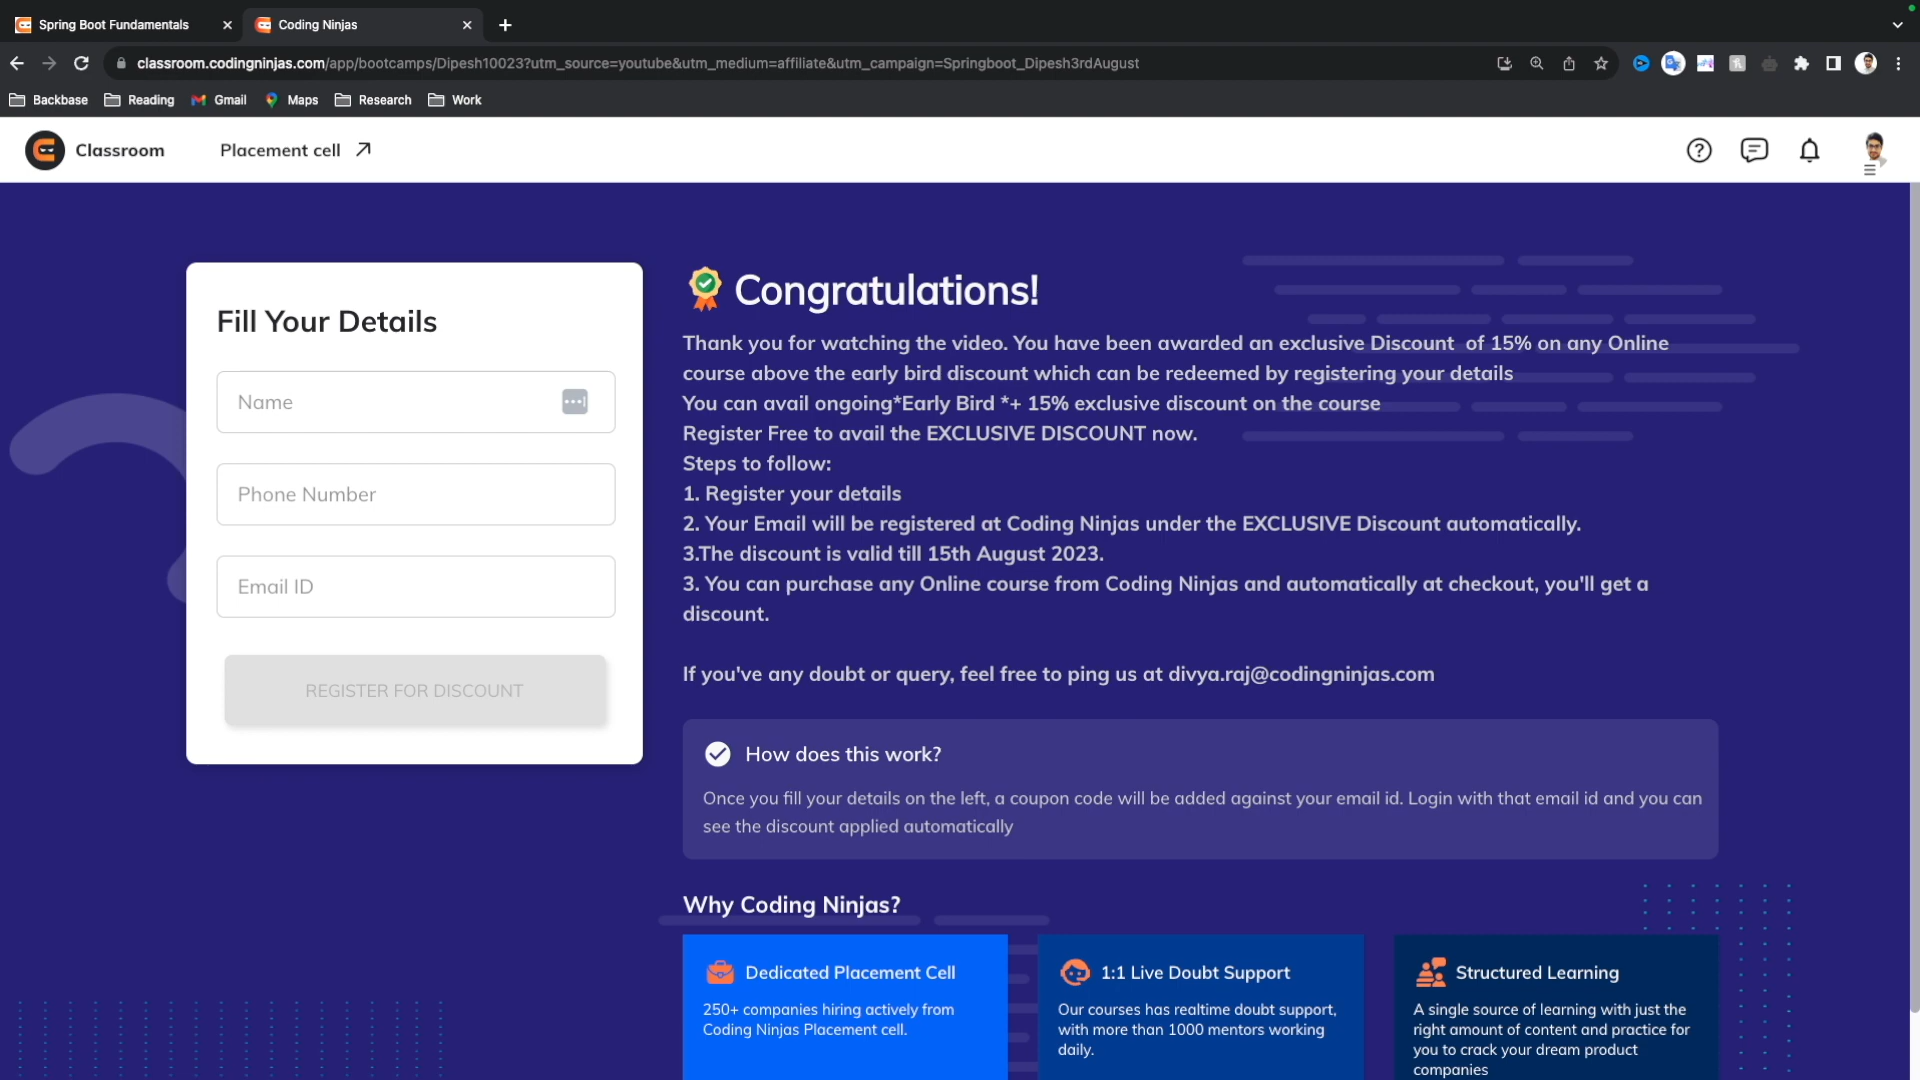 Spring Boot Fundamentals
Coding Ninjas
classroom.codingninjas.com/app/bootcamps/Dipesh10023?utm_source=youtube&utm_medium=affiliate&utm_campaign=Springboot_Dipesh3rdAugust
Backbase Reading Gmail Maps Research Work
Classroom Placement cell
Fill Your Details
Name
Phone Number
Email ID
REGISTER FOR DISCOUNT
Congratulations!
Thank you for watching the video. You have been awarded an exclusive Discount of 15% on any Online
course above the early bird discount which can be redeemed by registering your details
You can avail ongoing*Early Bird *+ 15% exclusive discount on the course
Register Free to avail the EXCLUSIVE DISCOUNT now.
Steps to follow:
1. Register your details
2. Your Email will be registered at Coding Ninjas under the EXCLUSIVE Discount automatically.
3.The discount is valid till 15th August 2023.
3. You can purchase any Online course from Coding Ninjas and automatically at checkout, you'll get a
discount.
If you've any doubt or query, feel free to ping us at divya.raj@codingninjas.com
How does this work?
Once you fill your details on the left, a coupon code will be added against your email id. Login with that email id and you can
see the discount applied automatically
Why Coding Ninjas?
Dedicated Placement Cell
250+ companies hiring actively from
Coding Ninjas Placement cell.
1:1 Live Doubt Support
Our courses has realtime doubt support,
with more than 1000 mentors working
daily.
Structured Learning
A single source of learning with just the
right amount of content and practice for
you to crack your dream product
companies